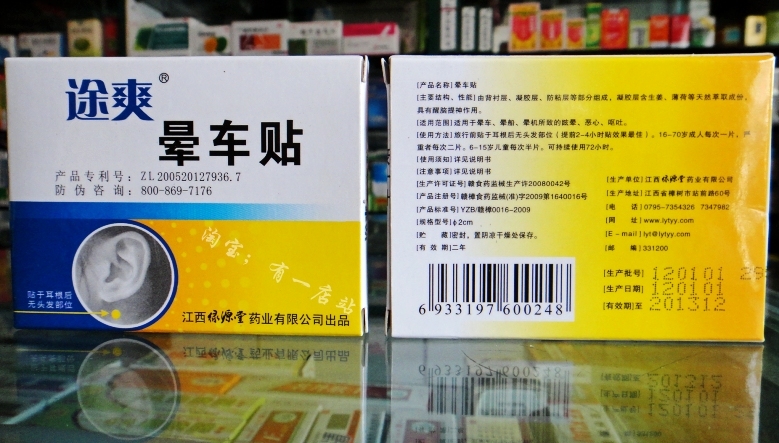 途爽®
晕车贴
产品专利号：ZL200520127936.7
防伪咨询：800-869-7176
淘宝：有一店站
贴于耳根后
无头发部位
江西保源堂药业有限公司出品
[产品名称]晕车贴
[主要结构、性能]由背衬层、凝胶层、防粘层等部分组成，凝胶层含生姜、薄荷等天然萃取成份，
具有醒脑提神作用。
[适用范围]适用于晕车、晕船、晕机所致的眩晕、恶心、呕吐。
[使用方法]旅行前贴于耳根后无头发部位（提前2-4小时贴效果最佳）。16-70岁成人每次一片，严
重者每次二片。6-15岁儿童每次半片。可持续使用72小时。
[使用须知]详见说明书
[注意事项]详见说明书
[生产许可证号]赣食药监械生产许20080042号
[产品注册号]赣樟食药监械(准)字2009第1640016号
[产品标准号]YZB/赣樟0016-2009
[规格型号]φ2cm
[贮 藏]密封、置阴凉干燥处保存。
[有 效 期]二年
[生产单位]江西保源堂药业有限公司
[生产地址]江西省樟树市站前路60号
[电 话]0795-7354326 7347982
[网 址]www.lytyy.com
[E-mail]lyt@lytyy.com
[邮 编]331200
6 933197 600248
[生产批号]120101 29
[生产日期]120101
[有效期]至201312